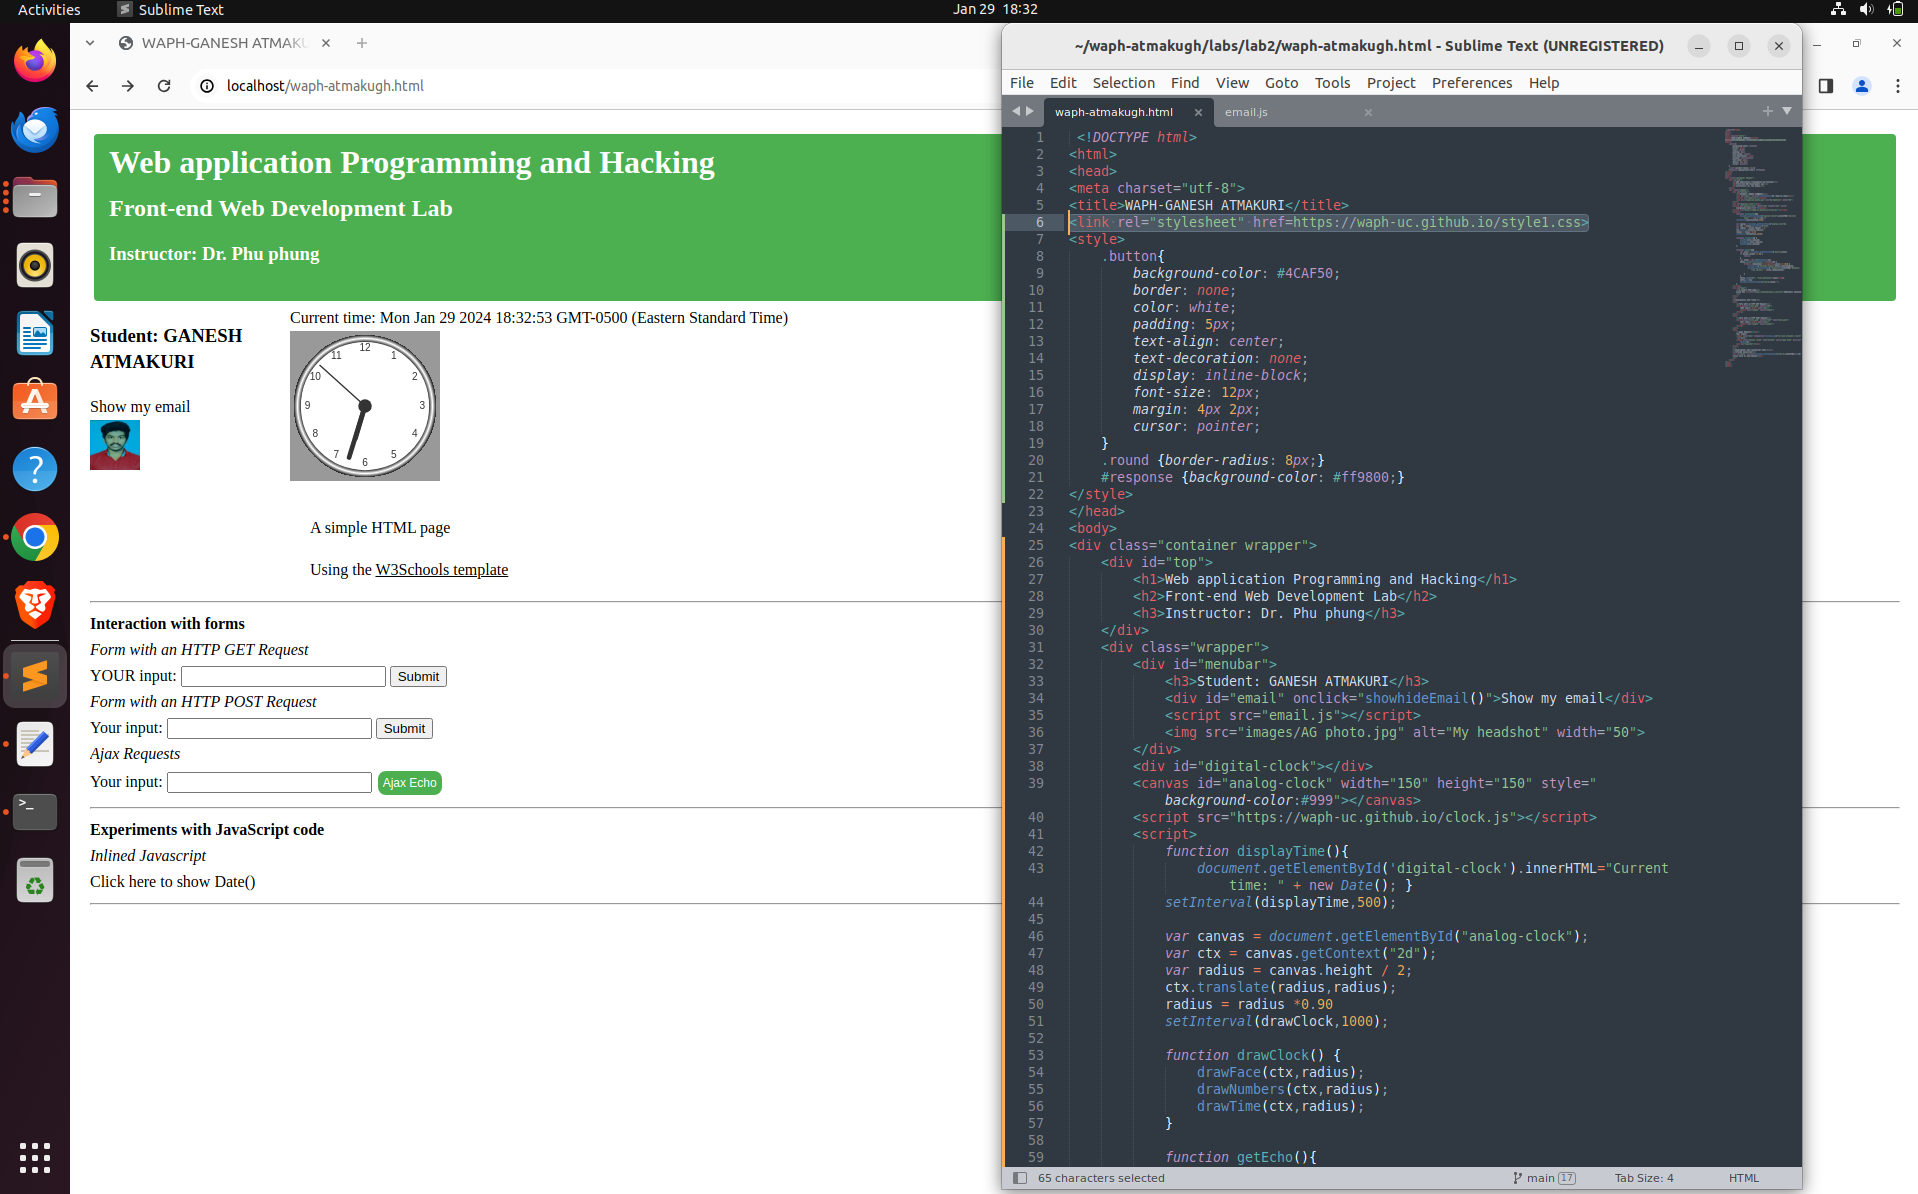 Activities
Sublime Text
Jan 29 18:32
WAPH-GANESH ATMAKU
localhost/waph-atmakugh.html
Web application Programming and Hacking
Front-end Web Development Lab
Instructor: Dr. Phu phung
Student: GANESH
ATMAKURI
Show my email
Current time: Mon Jan 29 2024 18:32:53 GMT-0500 (Eastern Standard Time)
12
1
2
3
4
5
6
7
8
9
10
11
A simple HTML page
Using the W3Schools template
Interaction with forms
Form with an HTTP GET Request
YOUR input: Submit
Form with an HTTP POST Request
Your input: Submit
Ajax Requests
Your input: Ajax Echo
Experiments with JavaScript code
Inlined Javascript
Click here to show Date()
~/waph-atmakugh/labs/lab2/waph-atmakugh.html - Sublime Text (UNREGISTERED)
File Edit Selection Find View Goto Tools Project Preferences Help
waph-atmakugh.html
email.js
1 <!DOCTYPE html>
2 <html>
3 <head>
4 <meta charset="utf-8">
5 <title>WAPH-GANESH ATMAKURI</title>
6 <link rel="stylesheet" href=https://waph-uc.github.io/style1.css>
7 <style>
8 .button{
9 background-color: #4CAF50;
10 border: none;
11 color: white;
12 padding: 5px;
13 text-align: center;
14 text-decoration: none;
15 display: inline-block;
16 font-size: 12px;
17 margin: 4px 2px;
18 cursor: pointer;
19 }
20 .round {border-radius: 8px;}
21 #response {background-color: #ff9800;}
22 </style>
23 </head>
24 <body>
25 <div class="container wrapper">
26 <div id="top">
27 <h1>Web application Programming and Hacking</h1>
28 <h2>Front-end Web Development Lab</h2>
29 <h3>Instructor: Dr. Phu phung</h3>
30 </div>
31 <div class="wrapper">
32 <div id="menubar">
33 <h3>Student: GANESH ATMAKURI</h3>
34 <div id="email" onclick="showhideEmail()">Show my email</div>
35 <script src="email.js"></script>
36 <img src="images/AG photo.jpg" alt="My headshot" width="50">
37 </div>
38 <div id="digital-clock"></div>
39 <canvas id="analog-clock" width="150" height="150" style="
background-color:#999"></canvas>
40 <script src="https://waph-uc.github.io/clock.js"></script>
41 <script>
42 function displayTime(){
43 document.getElementById('digital-clock').innerHTML="Current
time: " + new Date(); }
44 setInterval(displayTime,500);
45
46 var canvas = document.getElementById("analog-clock");
47 var ctx = canvas.getContext("2d");
48 var radius = canvas.height / 2;
49 ctx.translate(radius,radius);
50 radius = radius *0.90
51 setInterval(drawClock,1000);
52
53 function drawClock() {
54 drawFace(ctx,radius);
55 drawNumbers(ctx,radius);
56 drawTime(ctx,radius);
57 }
58
59 function getEcho(){
65 characters selected
main 17
Tab Size: 4
HTML